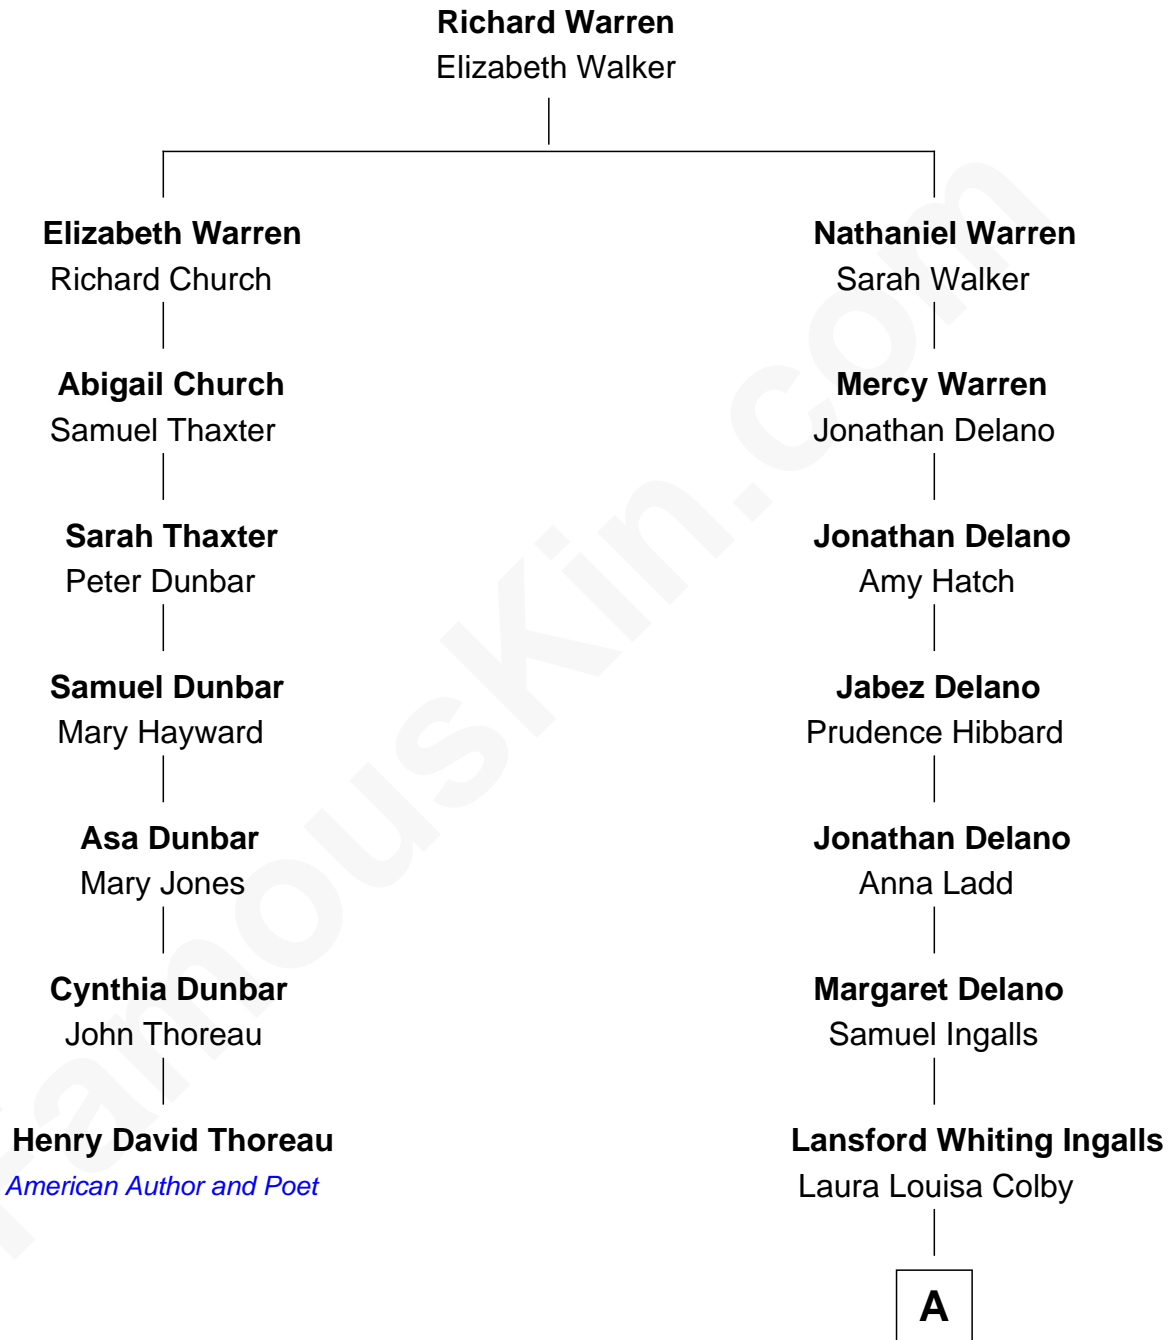 Richard Warren
Elizabeth Walker
Elizabeth Warren
Richard Church
Abigail Church
Samuel Thaxter
Sarah Thaxter
Peter Dunbar
Samuel Dunbar
Mary Hayward
Asa Dunbar
Mary Jones
Cynthia Dunbar
John Thoreau
Henry David Thoreau
American Author and Poet
Nathaniel Warren
Sarah Walker
Mercy Warren
Jonathan Delano
Jonathan Delano
Amy Hatch
Jabez Delano
Prudence Hibbard
Jonathan Delano
Anna Ladd
Margaret Delano
Samuel Ingalls
Lansford Whiting Ingalls
Laura Louisa Colby
A
FamousKin.com